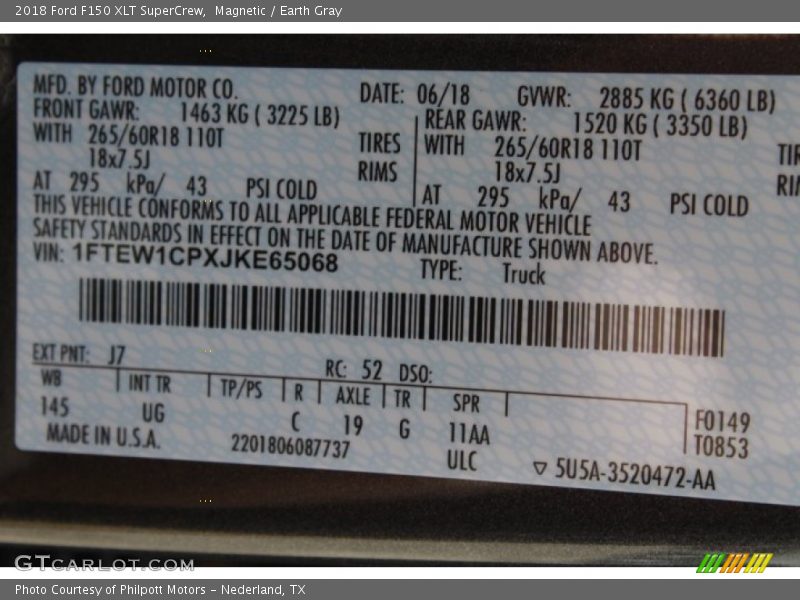 2018 Ford F150 XLT SuperCrew,  Magnetic / Earth Gray
MFD. BY FORD MOTOR CO.
DATE: 06/18 GVWR: 2885 KG ( 6360 LB)
FRONT GAWR: 1463 KG ( 3225 LB)
REAR GAWR: 1520 KG ( 3350 LB)
WITH 265/60R18 110T TIRES
WITH 265/60R18 110T TIR
18x7.5J RIMS
18x7.5J RI
AT 295 kPa/ 43 PSI COLD
AT 295 kPa/ 43 PSI COLD
THIS VEHICLE CONFORMS TO ALL APPLICABLE FEDERAL MOTOR VEHICLE
SAFETY STANDARDS IN EFFECT ON THE DATE OF MANUFACTURE SHOWN ABOVE.
VIN: 1FTEW1CPXJKE65068 TYPE: Truck
EXT PNT: J7 RC: 52 DSO:
WB INT TR TP/PS R AXLE TR SPR
145 UG C 19 G 11AA F0149
MADE IN U.S.A. 2201806087737 ULC T0853
▽ 5U5A-3520472-AA
GTCARLOT.COM
Photo Courtesy of Philpott Motors - Nederland, TX